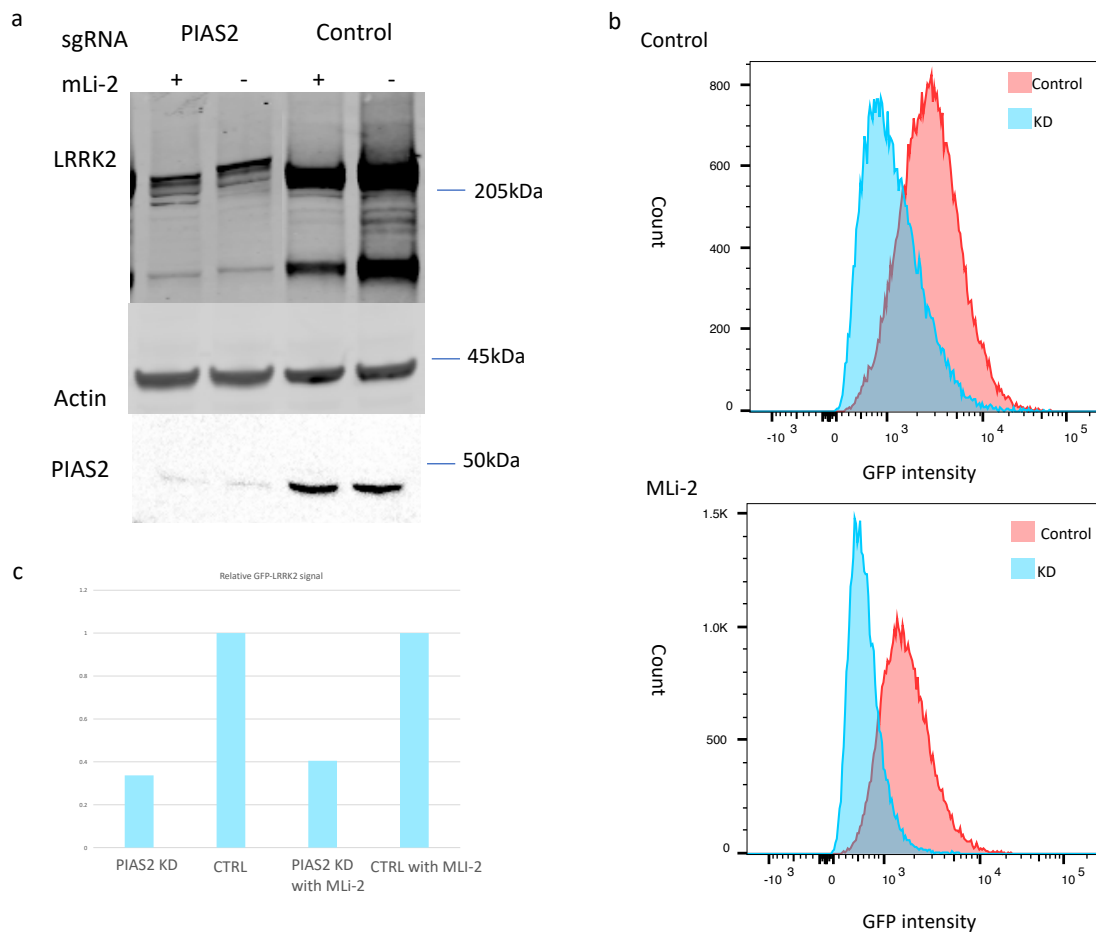 a
sgRNA PIAS2 Control
mLi-2 + - + -
LRRK2
205kDa
45kDa
Actin
50kDa
PIAS2
b
Control
Control
KD
800
600
400
200
0
Count
-10 3 0 10 3 10 4 10 5
GFP intensity
MLi-2
Control
KD
1.5K
1.0K
500
0
Count
-10 3 0 10 3 10 4 10 5
GFP intensity
c
Relative GFP-LRRK2 signal
1.2
1
0.8
0.6
0.4
0.2
0
PIAS2 KD CTRL PIAS2 KD CTRL with MLI-2
with MLi-2